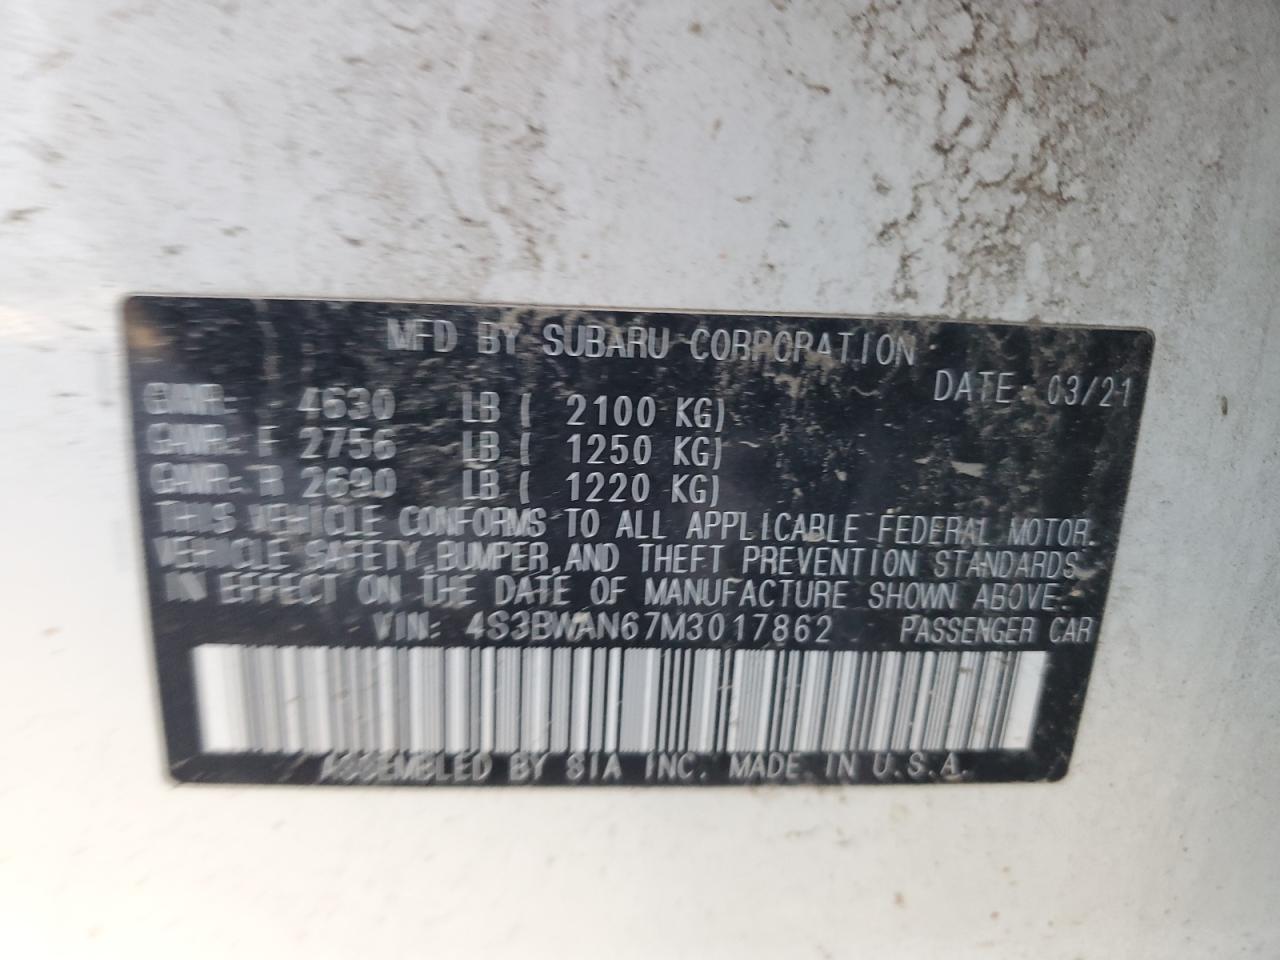 MFD BY SUBARU CORPORATION
DATE: 03/21
GVWR: 4630 LB ( 2100 KG)
GAWR: F 2756 LB ( 1250 KG)
GAWR: R 2690 LB ( 1220 KG)
THIS VEHICLE CONFORMS TO ALL APPLICABLE FEDERAL MOTOR.
VEHICLE SAFETY,BUMPER,AND THEFT PREVENTION STANDARDS
IN EFFECT ON THE DATE OF MANUFACTURE SHOWN ABOVE.
VIN: 4S3BWAN67M3017862 PASSENGER CAR
ASSEMBLED BY SIA INC. MADE IN U.S.A.